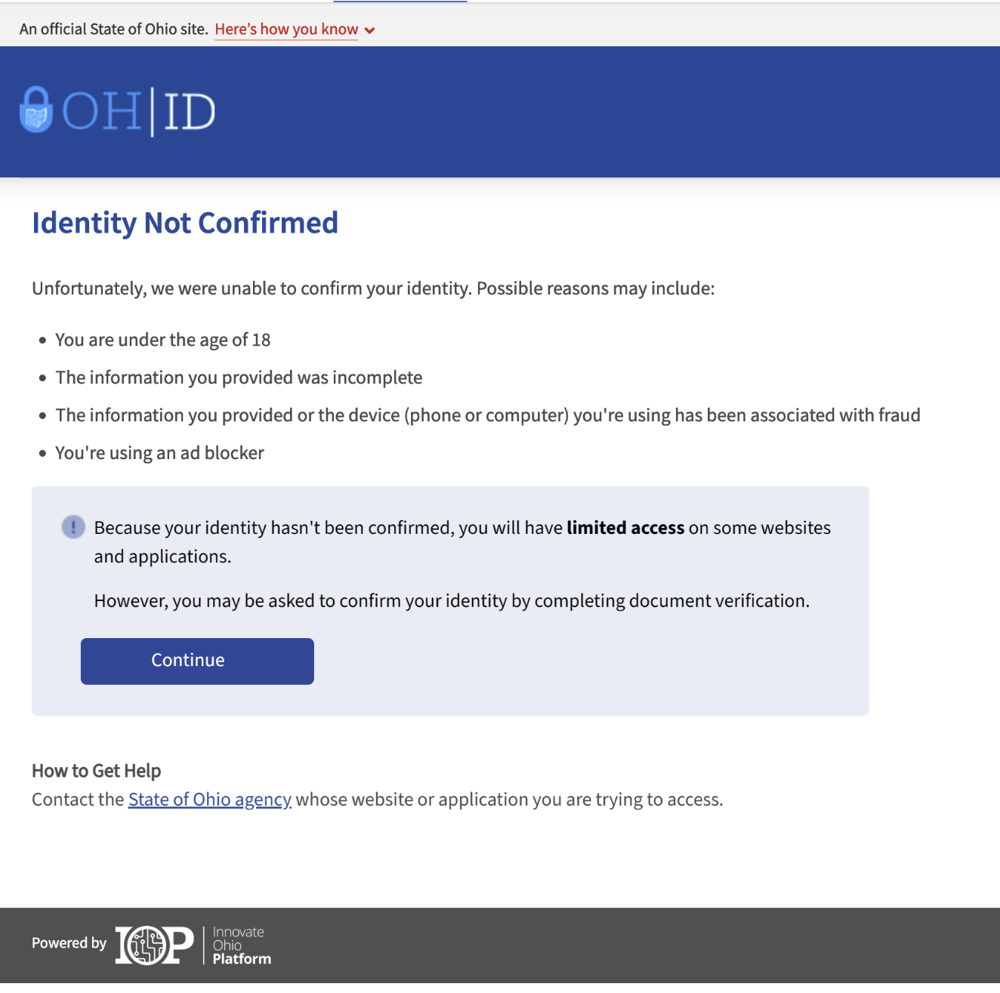 An official State of Ohio site. Here’s how you know
OH|ID
Identity Not Confirmed
Unfortunately, we were unable to confirm your identity. Possible reasons may include:
• You are under the age of 18
• The information you provided was incomplete
• The information you provided or the device (phone or computer) you're using has been associated with fraud
• You're using an ad blocker
! Because your identity hasn't been confirmed, you will have limited access on some websites
and applications.
However, you may be asked to confirm your identity by completing document verification.
Continue
How to Get Help
Contact the State of Ohio agency whose website or application you are trying to access.
Powered by IOP Innovate
Ohio
Platform